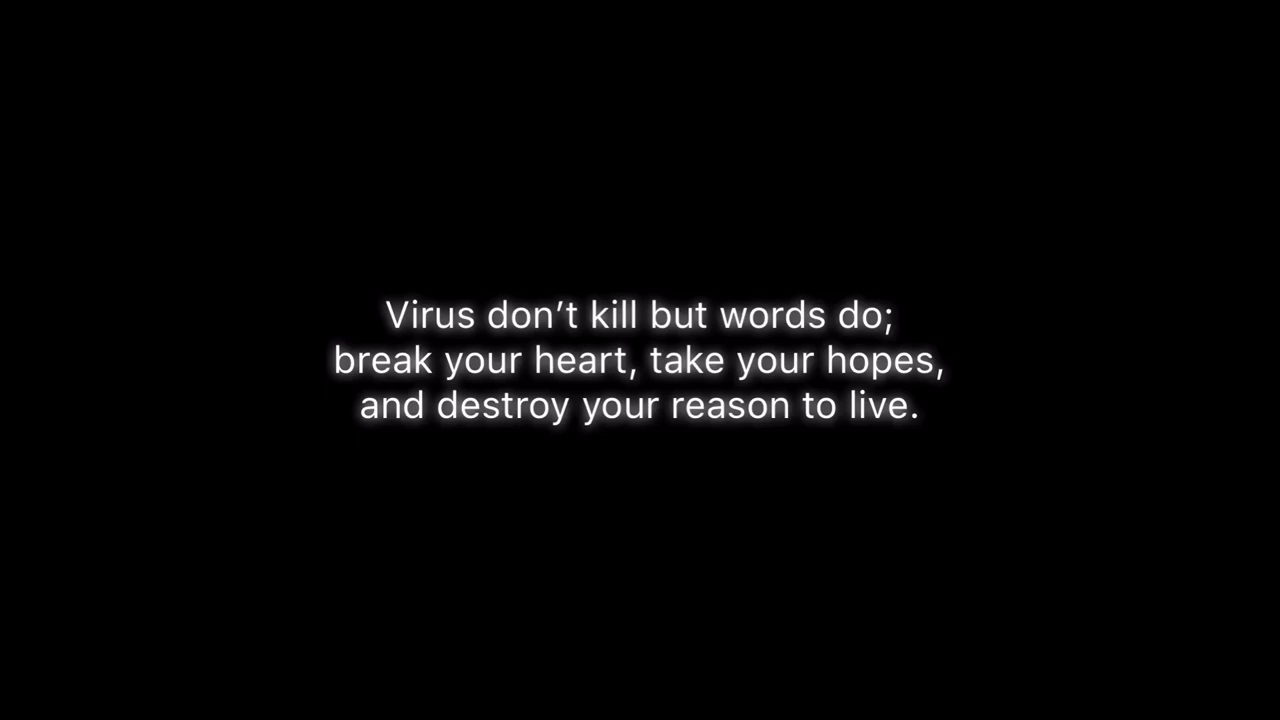 Virus don’t kill but words do;
break your heart, take your hopes,
and destroy your reason to live.